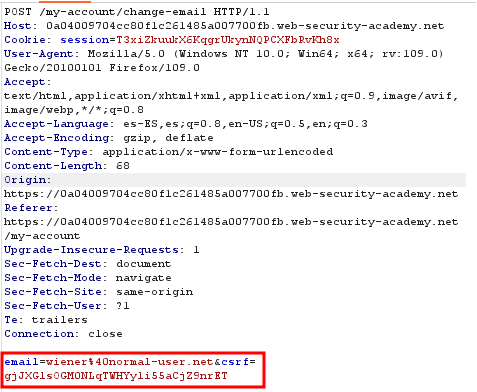 POST /my-account/change-email HTTP/1.1
Host: 0a04009704cc80f1c261485a007700fb.web-security-academy.net
Cookie: session=T3xiZkuukX6KqgrUkynNQPCXFbRvKh8x
User-Agent: Mozilla/5.0 (Windows NT 10.0; Win64; x64; rv:109.0)
Gecko/20100101 Firefox/109.0
Accept:
text/html,application/xhtml+xml,application/xml;q=0.9,image/avif,
image/webp,*/*;q=0.8
Accept-Language: es-ES,es;q=0.8,en-US;q=0.5,en;q=0.3
Accept-Encoding: gzip, deflate
Content-Type: application/x-www-form-urlencoded
Content-Length: 68
Origin:
https://0a04009704cc80f1c261485a007700fb.web-security-academy.net
Referer:
https://0a04009704cc80f1c261485a007700fb.web-security-academy.net
/my-account
Upgrade-Insecure-Requests: 1
Sec-Fetch-Dest: document
Sec-Fetch-Mode: navigate
Sec-Fetch-Site: same-origin
Sec-Fetch-User: ?1
Te: trailers
Connection: close
email=wiener%40normal-user.net&csrf=
gjJXGlsOGMONLqTWHYyli55aCjZ9nrET